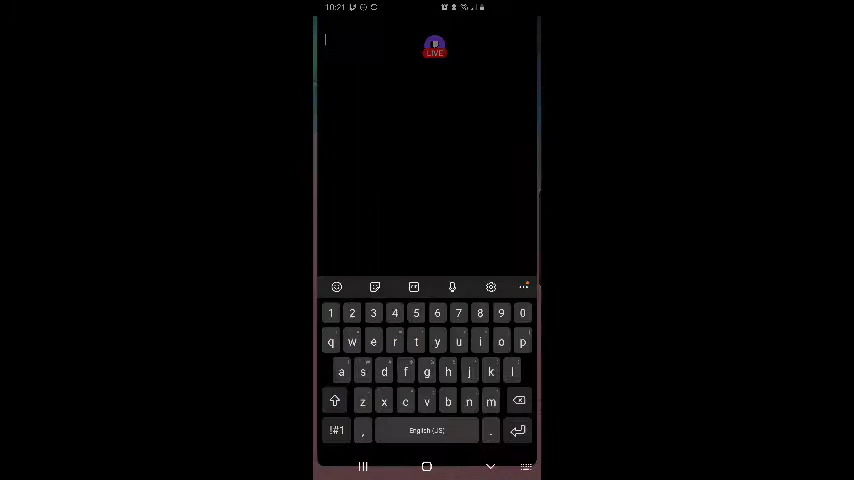 10:21
LIVE
1 2 3 4 5 6 7 8 9 0
q w e r t y u i o p
a s d f g h j k l
z x c v b n m
!#1 , English (US) .